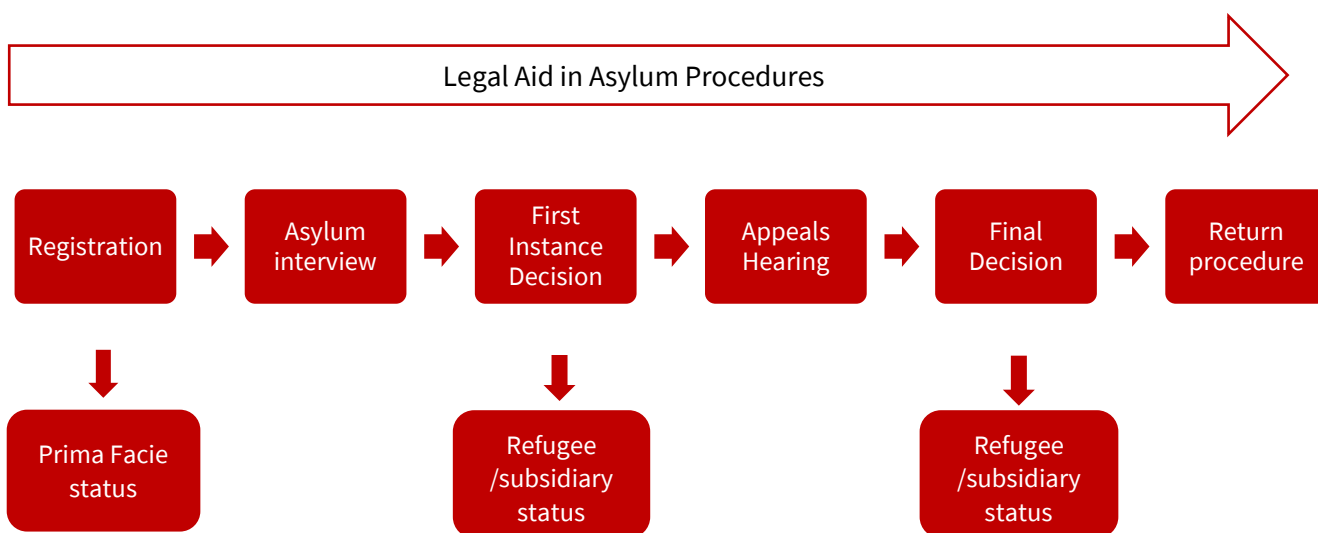 Legal Aid in Asylum Procedures
Registration
Asylum
interview
First
Instance
Decision
Appeals
Hearing
Final
Decision
Return
procedure
Prima Facie
status
Refugee
/subsidiary
status
Refugee
/subsidiary
status